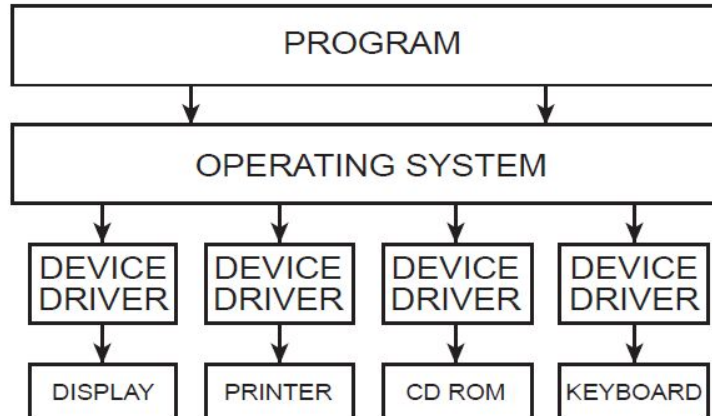 PROGRAM
OPERATING SYSTEM
DEVICE DRIVER
DEVICE DRIVER
DEVICE DRIVER
DEVICE DRIVER
DISPLAY
PRINTER
CD ROM
KEYBOARD